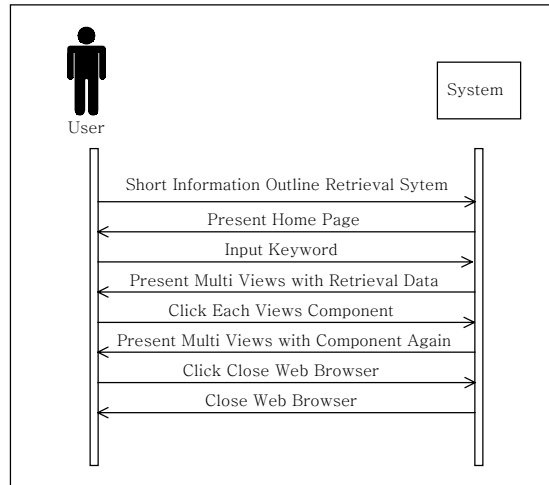 System
User
Short Information Outline Retrieval Sytem
Present Home Page
Input Keyword
Present Multi Views with Retrieval Data
Click Each Views Component
Present Multi Views with Component Again
Click Close Web Browser
Close Web Browser